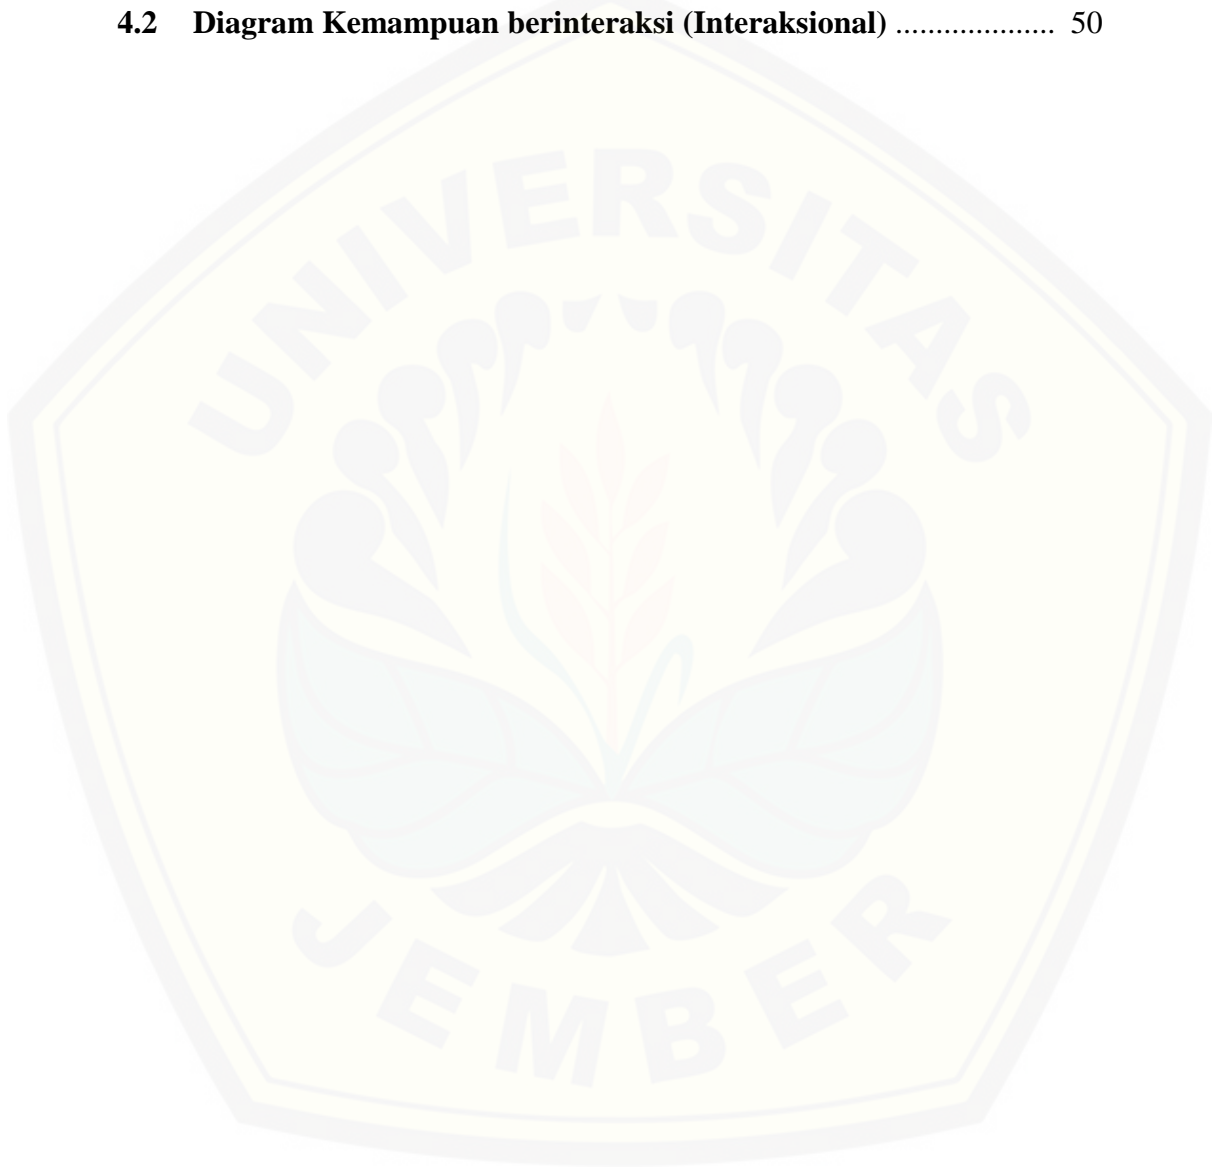 4.2 Diagram Kemampuan berinteraksi (Interaksional) ................... 50
UNIVERSITAS
JEMBER